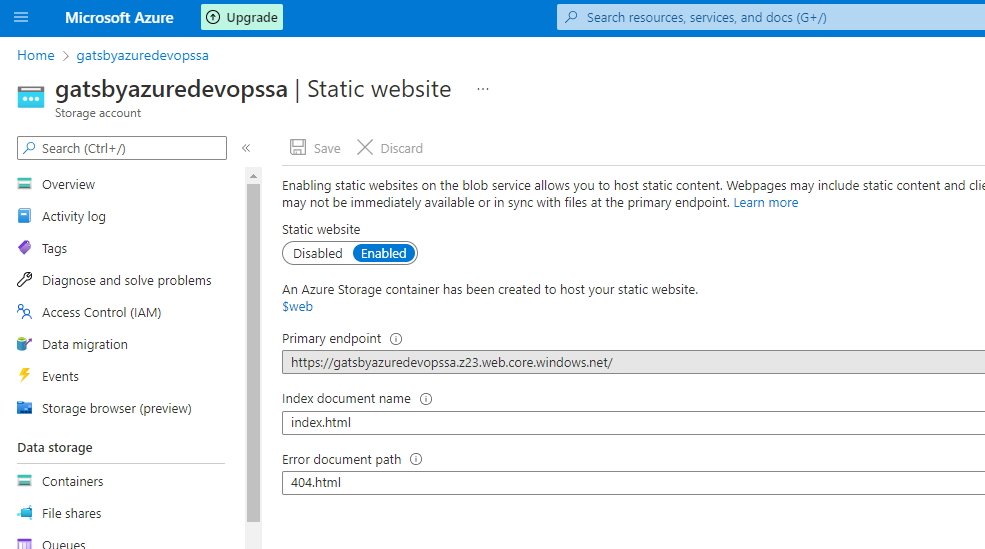 Microsoft Azure
Upgrade
Search resources, services, and docs (G+/)
Home > gatsbyazuredevopssa
gatsbyazuredevopssa | Static website ...
Storage account
Search (Ctrl+/)
«
Save
Discard
Overview
Activity log
Tags
Diagnose and solve problems
Access Control (IAM)
Data migration
Events
Storage browser (preview)
Data storage
Containers
File shares
Queues
Enabling static websites on the blob service allows you to host static content. Webpages may include static content and clie
may not be immediately available or in sync with files at the primary endpoint. Learn more
Static website
Disabled Enabled
An Azure Storage container has been created to host your static website.
$web
Primary endpoint
https://gatsbyazuredevopssa.z23.web.core.windows.net/
Index document name
index.html
Error document path
404.html